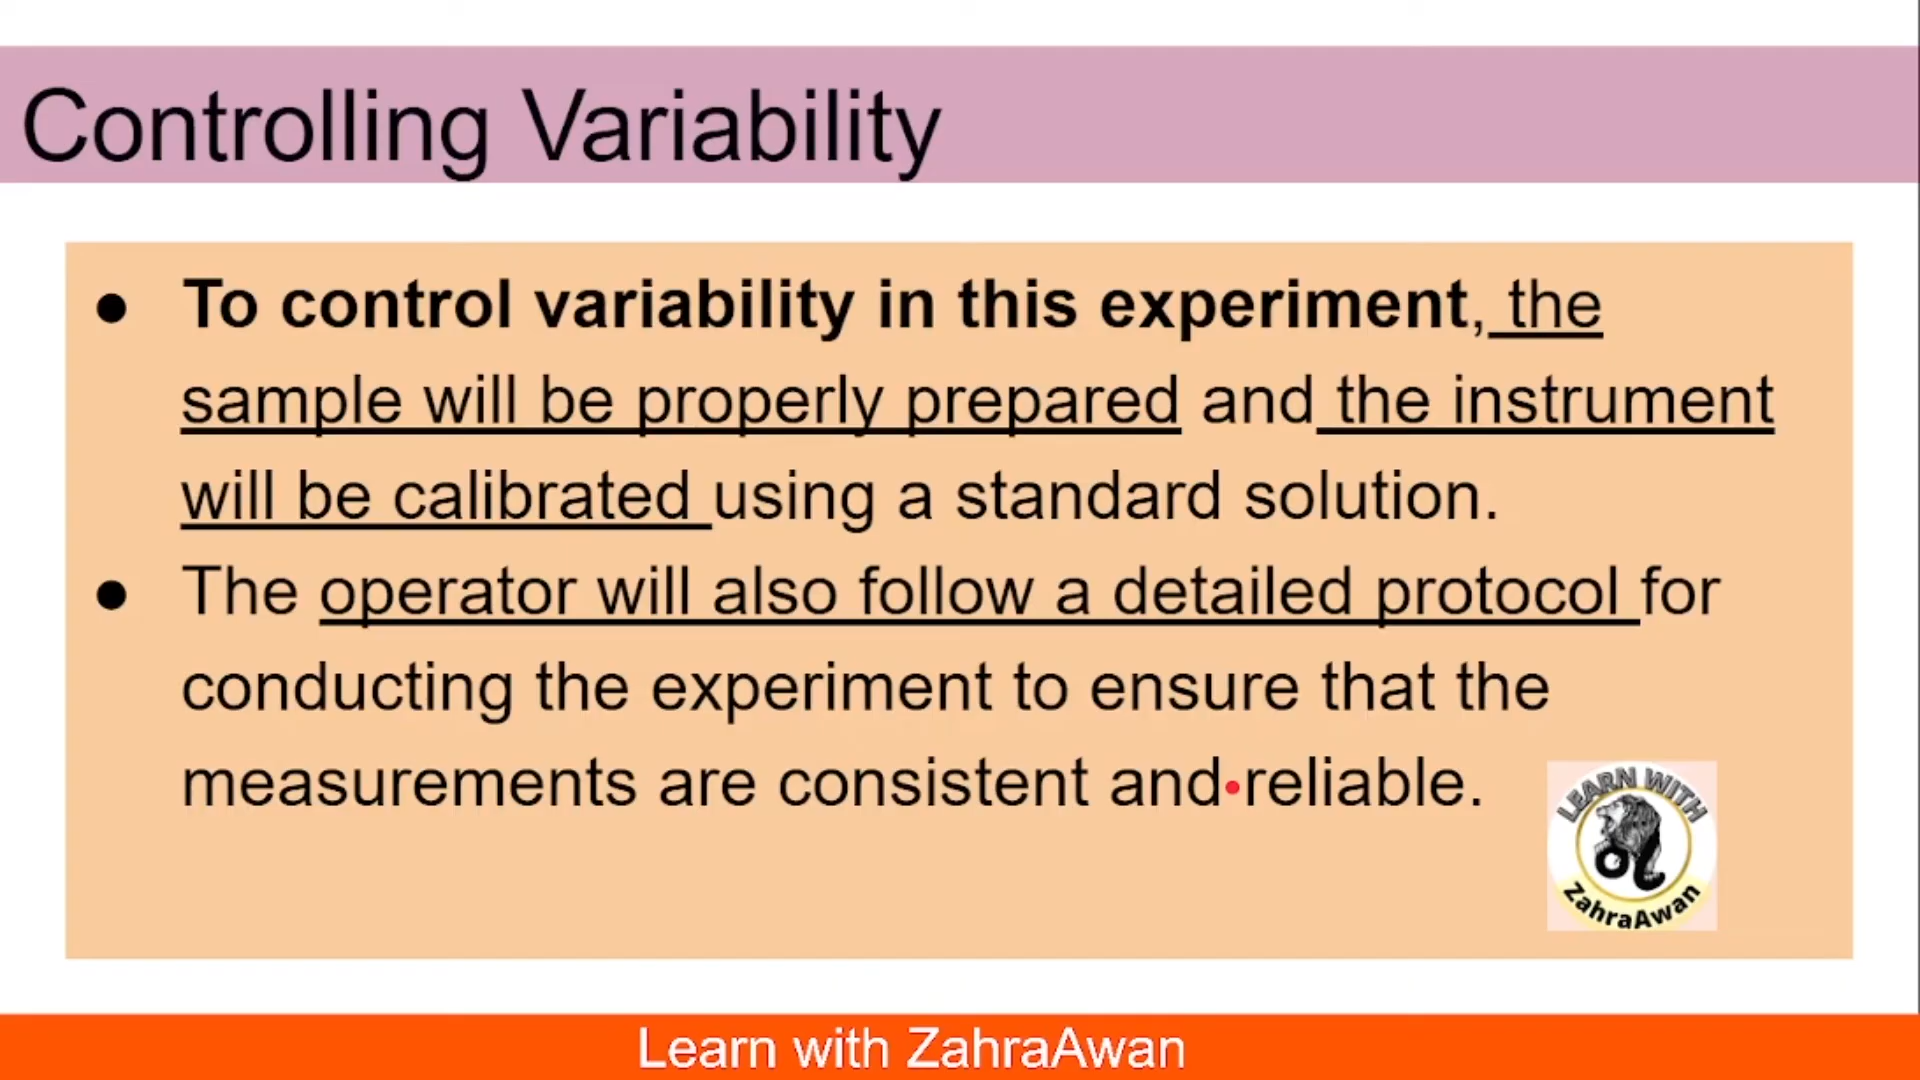 Controlling Variability
● To control variability in this experiment, the
sample will be properly prepared and the instrument
will be calibrated using a standard solution.
● The operator will also follow a detailed protocol for
conducting the experiment to ensure that the
measurements are consistent and reliable.
LEARN WITH
ZahraAwan
Learn with ZahraAwan